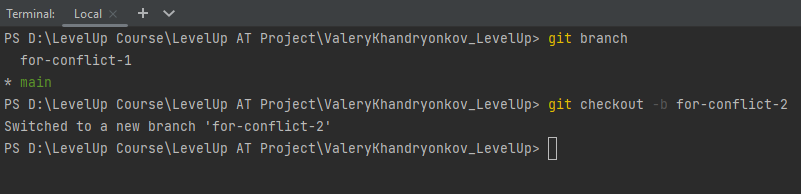 Terminal: Local × + ∨
PS D:\LevelUp Course\LevelUp AT Project\ValeryKhandryonkov_LevelUp> git branch
  for-conflict-1
* main
PS D:\LevelUp Course\LevelUp AT Project\ValeryKhandryonkov_LevelUp> git checkout -b for-conflict-2
Switched to a new branch 'for-conflict-2'
PS D:\LevelUp Course\LevelUp AT Project\ValeryKhandryonkov_LevelUp>